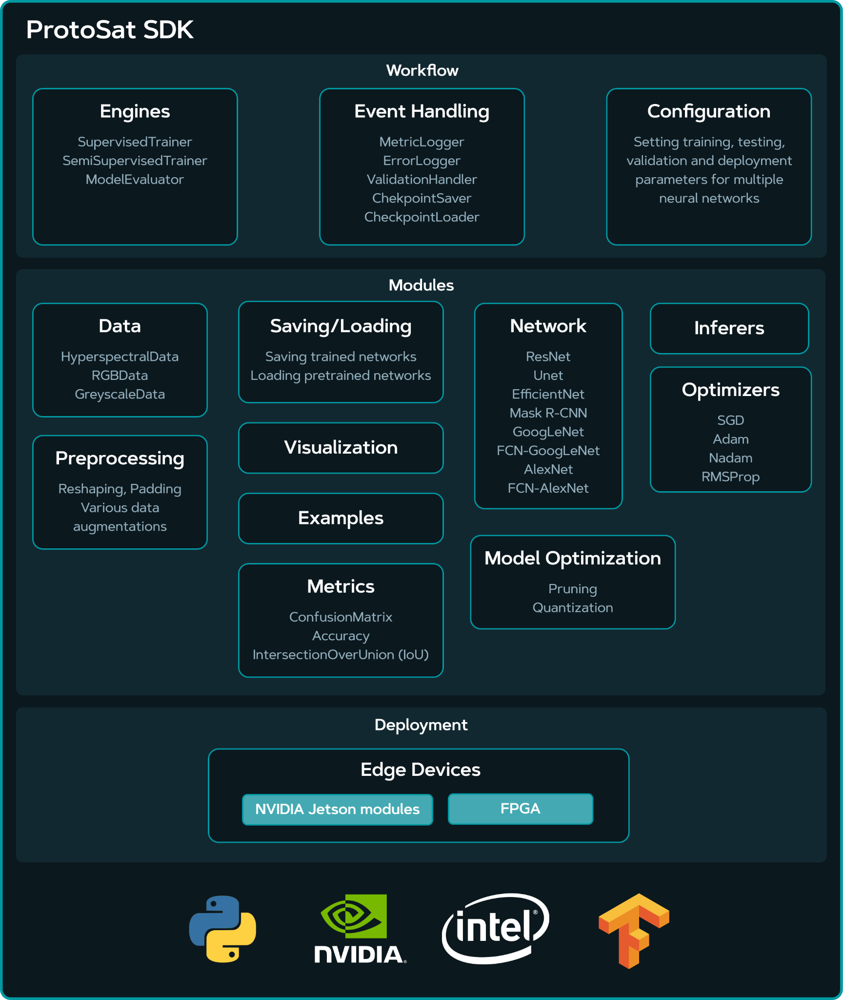 ProtoSat SDK
Workflow
Engines
SupervisedTrainer
SemiSupervisedTrainer
ModelEvaluator
Event Handling
MetricLogger
ErrorLogger
ValidationHandler
ChekpointSaver
CheckpointLoader
Configuration
Setting training, testing,
validation and deployment
parameters for multiple
neural networks
Modules
Data
HyperspectralData
RGBData
GreyscaleData
Preprocessing
Reshaping, Padding
Various data
augmentations
Saving/Loading
Saving trained networks
Loading pretrained networks
Visualization
Examples
Metrics
ConfusionMatrix
Accuracy
IntersectionOverUnion (IoU)
Network
ResNet
Unet
EfficientNet
Mask R-CNN
GoogLeNet
FCN-GoogLeNet
AlexNet
FCN-AlexNet
Inferers
Optimizers
SGD
Adam
Nadam
RMSProp
Model Optimization
Pruning
Quantization
Deployment
Edge Devices
NVIDIA Jetson modules
FPGA
NVIDIA®
intel®